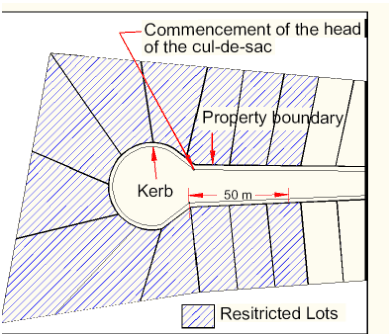 Commencement of the head
of the cul-de-sac
Property boundary
Kerb
50 m
Resitricted Lots